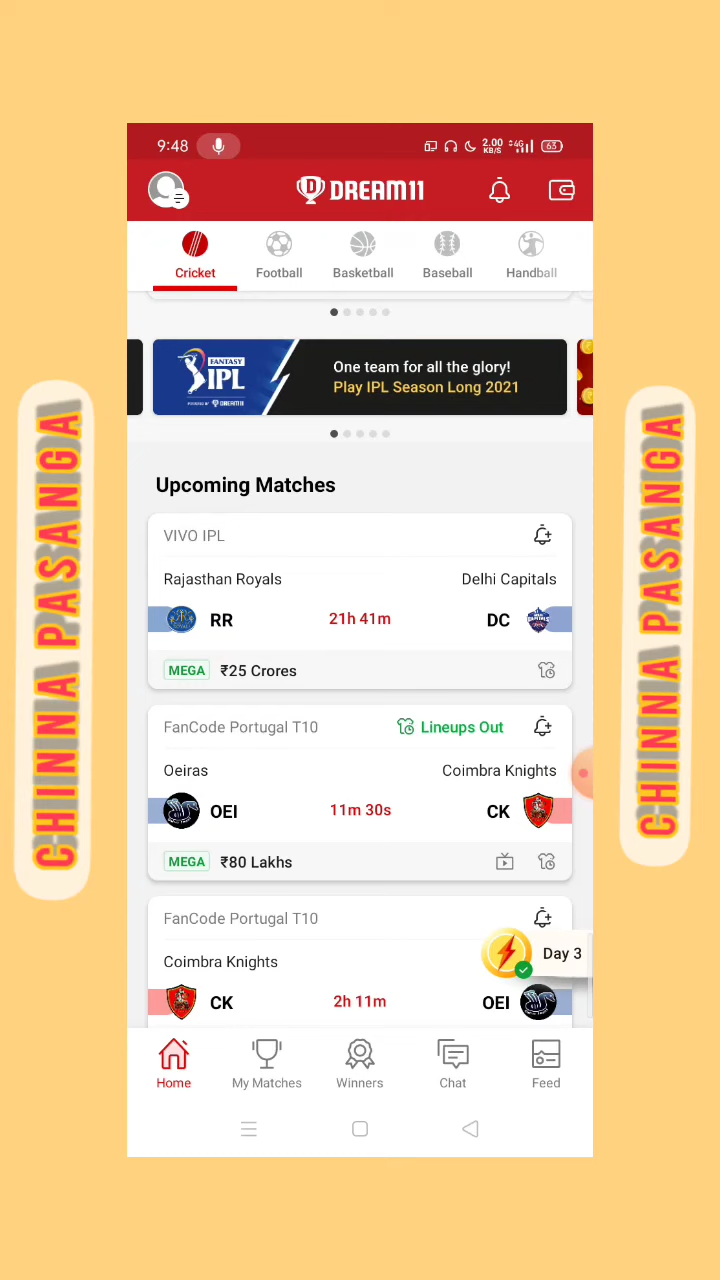 9:48
2.00 KB/S 4G 63
DREAM11
Cricket Football Basketball Baseball Handball
FANTASY
IPL
POWERED BY DREAM11
One team for all the glory!
Play IPL Season Long 2021
Upcoming Matches
VIVO IPL
Rajasthan Royals Delhi Capitals
RR 21h 41m DC
MEGA ₹25 Crores
FanCode Portugal T10 Lineups Out
Oeiras Coimbra Knights
OEI 11m 30s CK
MEGA ₹80 Lakhs
FanCode Portugal T10
Day 3
Coimbra Knights
CK 2h 11m OEI
Home My Matches Winners Chat Feed
CHINNA PASANGA
CHINNA PASANGA